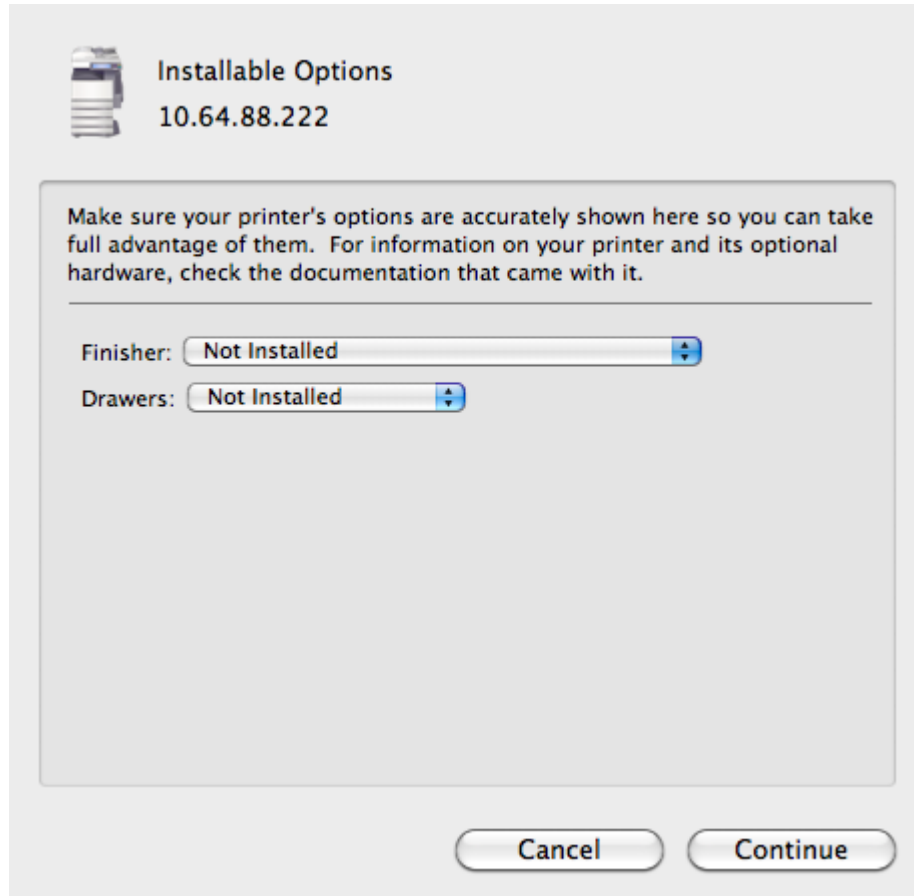 Installable Options
10.64.88.222
Make sure your printer's options are accurately shown here so you can take
full advantage of them.  For information on your printer and its optional
hardware, check the documentation that came with it.
Finisher: Not Installed
Drawers: Not Installed
Cancel Continue